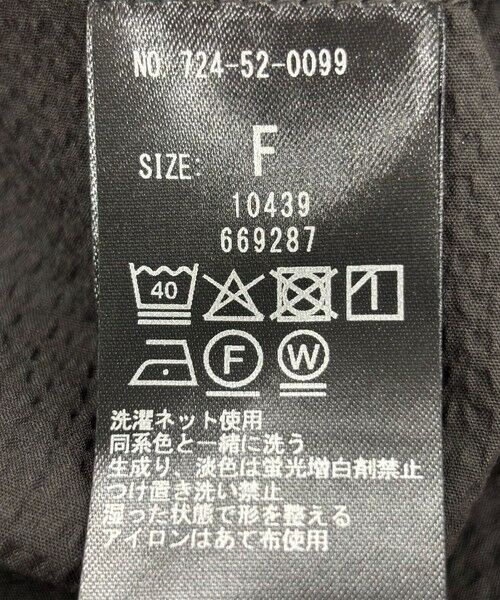 NO 724-52-0099
SIZE: F
10439
669287
40
F W
洗濯ネット使用
同系色と一緒に洗う
生成り、淡色は蛍光増白剤禁止
つけ置き洗い禁止
湿った状態で形を整える
アイロンはあて布使用